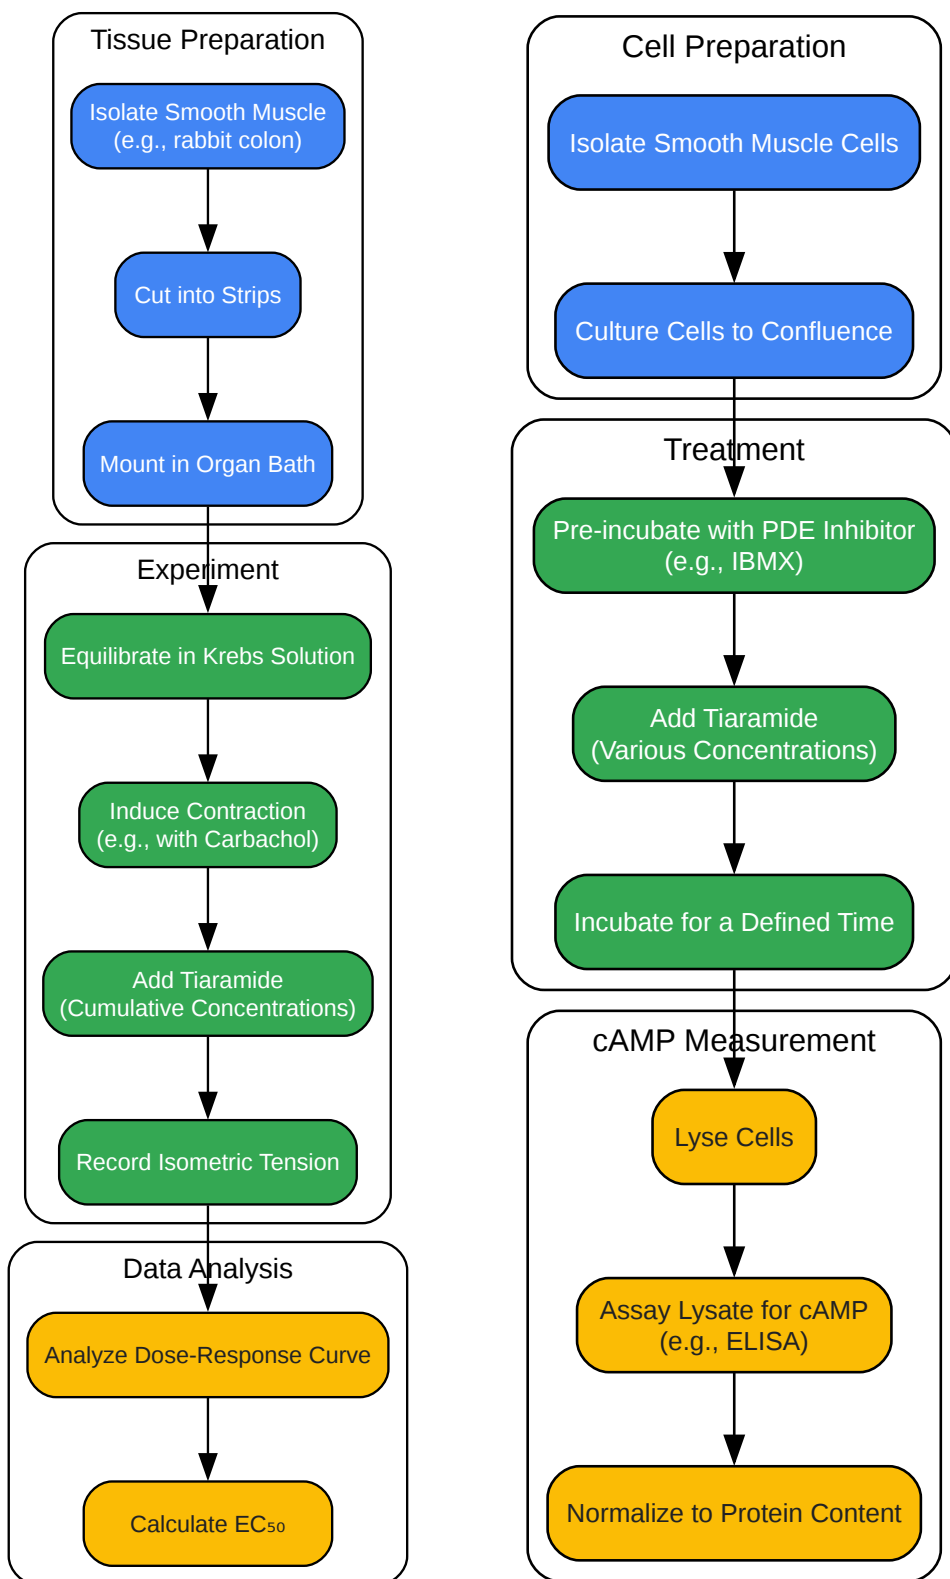 Tissue Preparation
Isolate Smooth Muscle
(e.g., rabbit colon)
Cut into Strips
Mount in Organ Bath
Experiment
Equilibrate in Krebs Solution
Induce Contraction
(e.g., with Carbachol)
Add Tiaramide
(Cumulative Concentrations)
Record Isometric Tension
Data Analysis
Analyze Dose-Response Curve
Calculate EC₅₀
Cell Preparation
Isolate Smooth Muscle Cells
Culture Cells to Confluence
Treatment
Pre-incubate with PDE Inhibitor
(e.g., IBMX)
Add Tiaramide
(Various Concentrations)
Incubate for a Defined Time
cAMP Measurement
Lyse Cells
Assay Lysate for cAMP
(e.g., ELISA)
Normalize to Protein Content